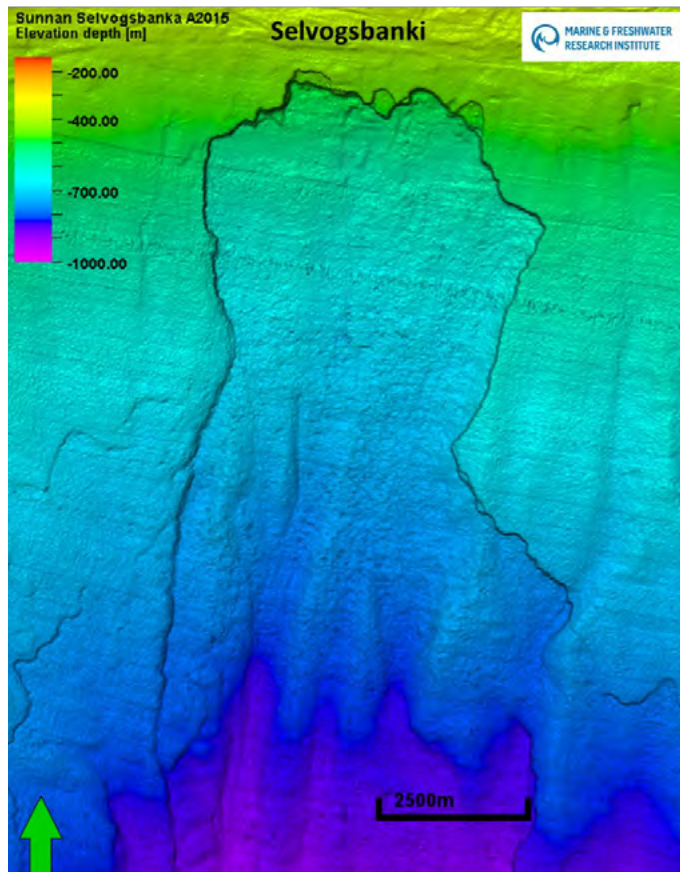 Sunnan Selvogsbanka A2015
Elevation depth [m]
Selvogsbanki
MARINE & FRESHWATER
RESEARCH INSTITUTE
-200.00
-400.00
-700.00
-1000.00
2500m